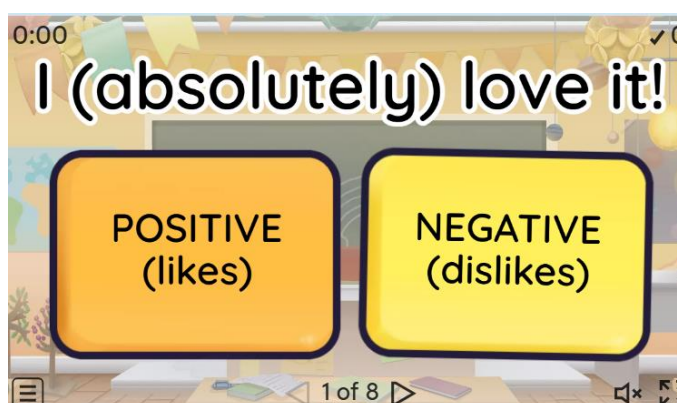 0:00
I (absolutely) love it!
POSITIVE
(likes)
NEGATIVE
(dislikes)
1 of 8